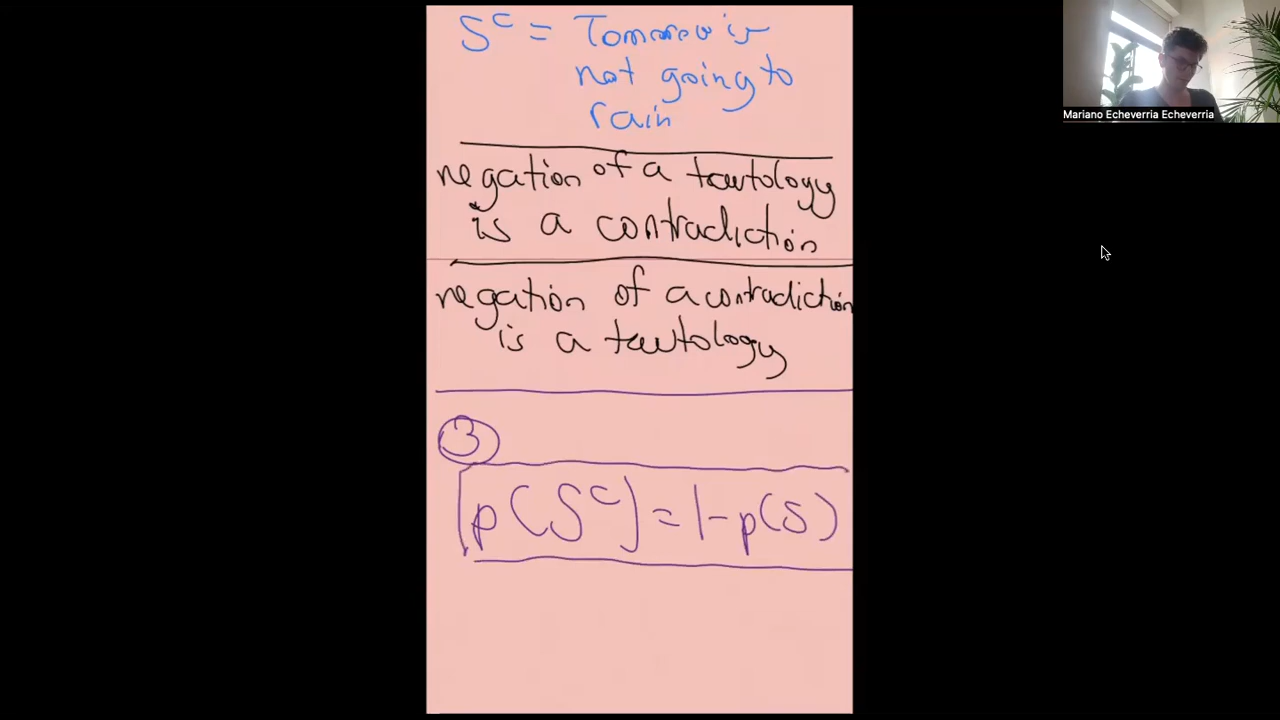 S^c = Tomorrow is
not going to
rain
negation of a tautology
is a contradiction
negation of a contradiction
is a tautology
3
p(S^c) = 1 - p(S)
Mariano Echeverria Echeverria